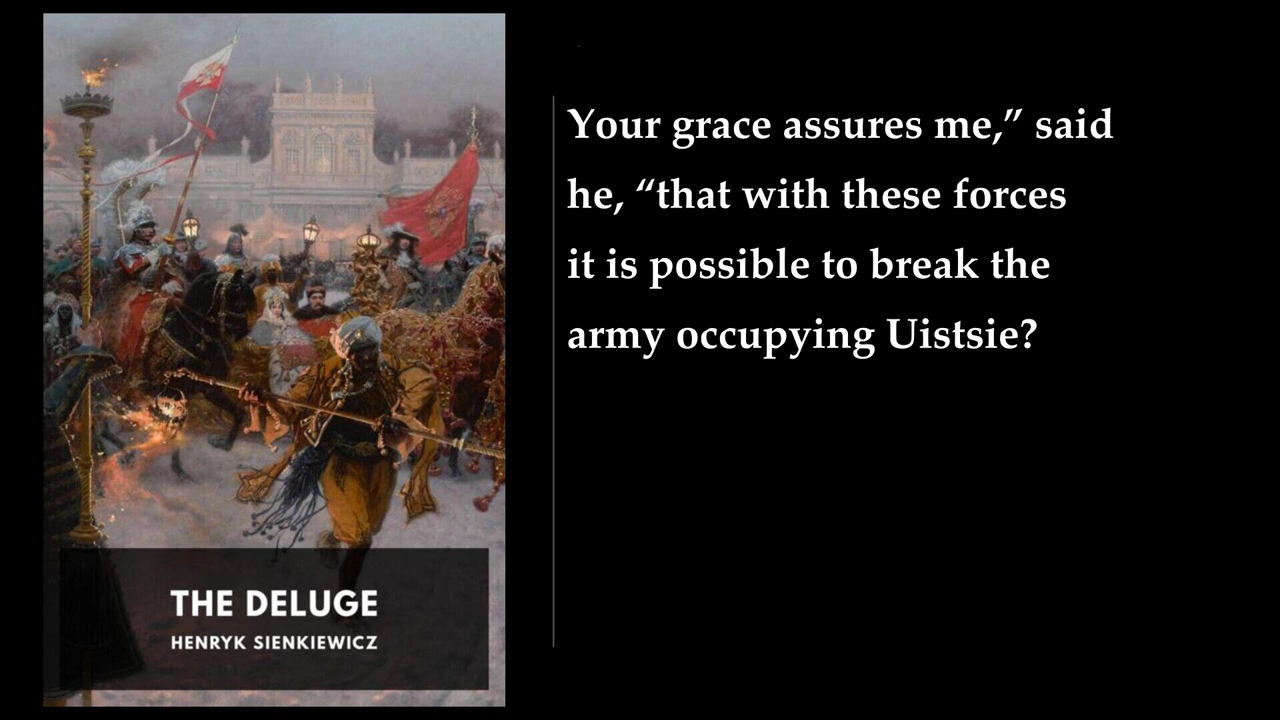 THE DELUGE
HENRYK SIENKIEWICZ
Your grace assures me,” said
he, “that with these forces
it is possible to break the
army occupying Uistsie?